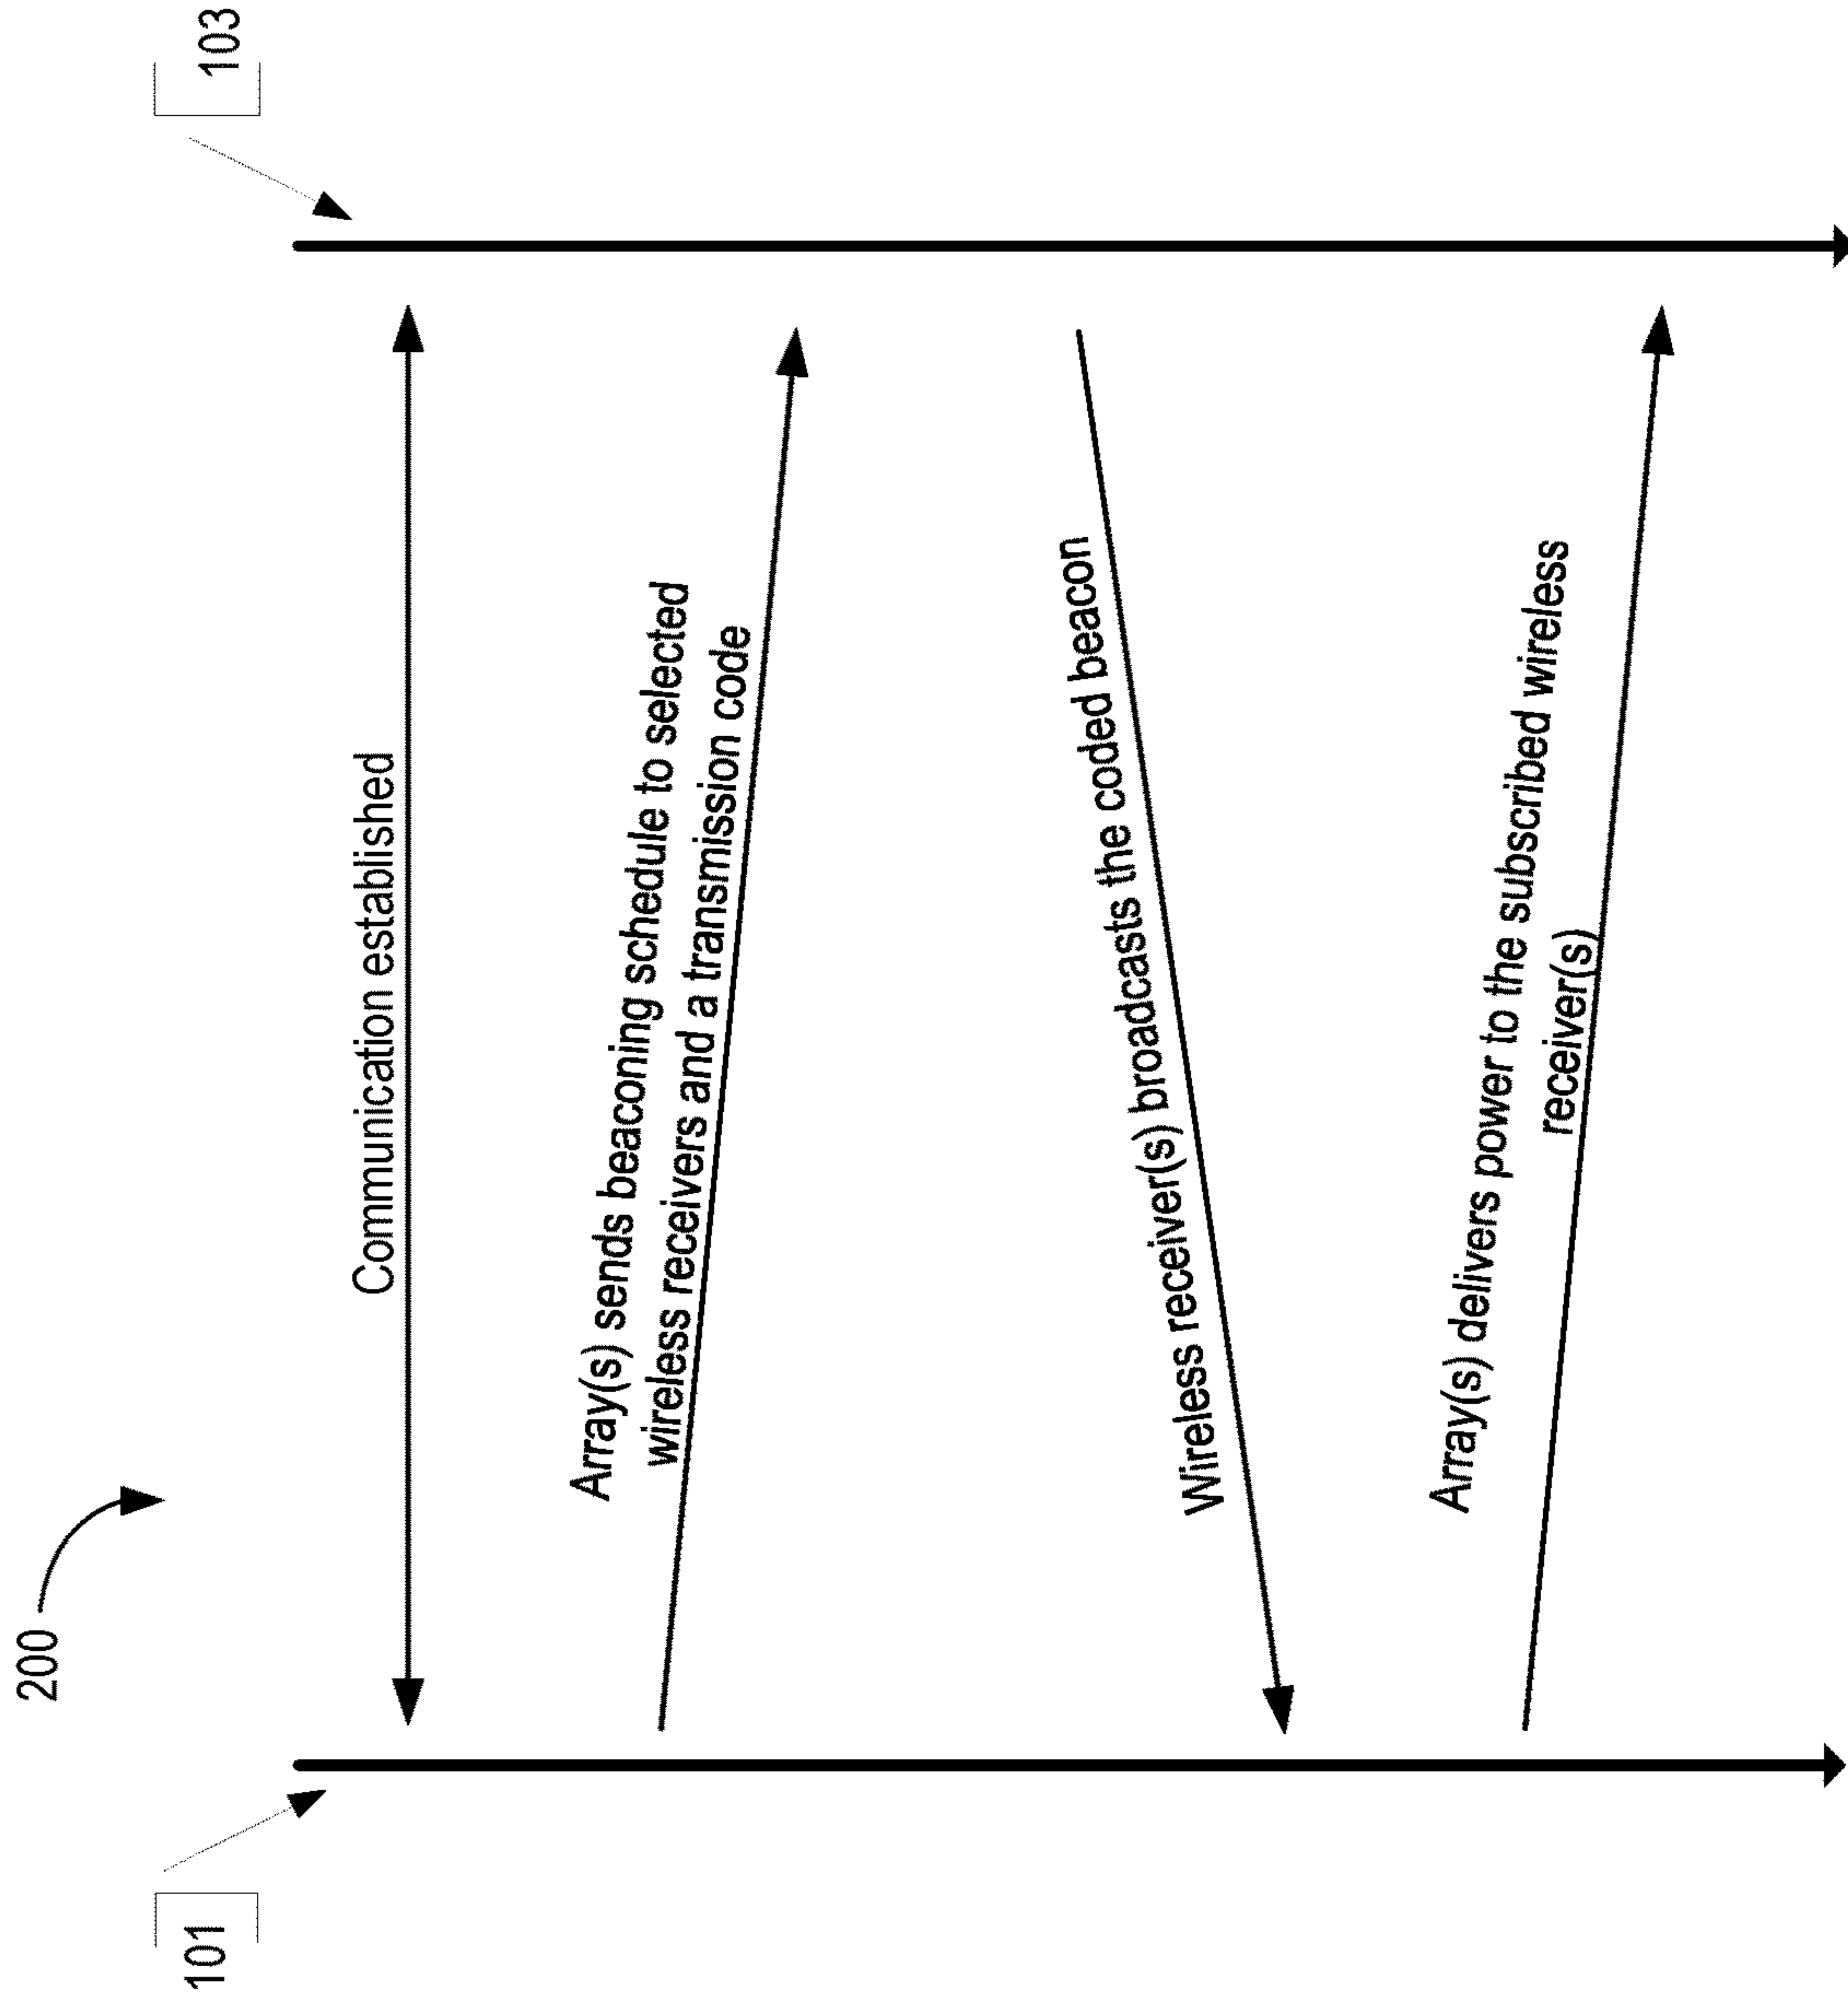 200
101
103
Communication established
Array(s) sends beaconing schedule to selected
wireless receivers and a transmission code
Wireless receiver(s) broadcasts the coded beacon
Array(s) delivers power to the subscribed wireless
receiver(s)